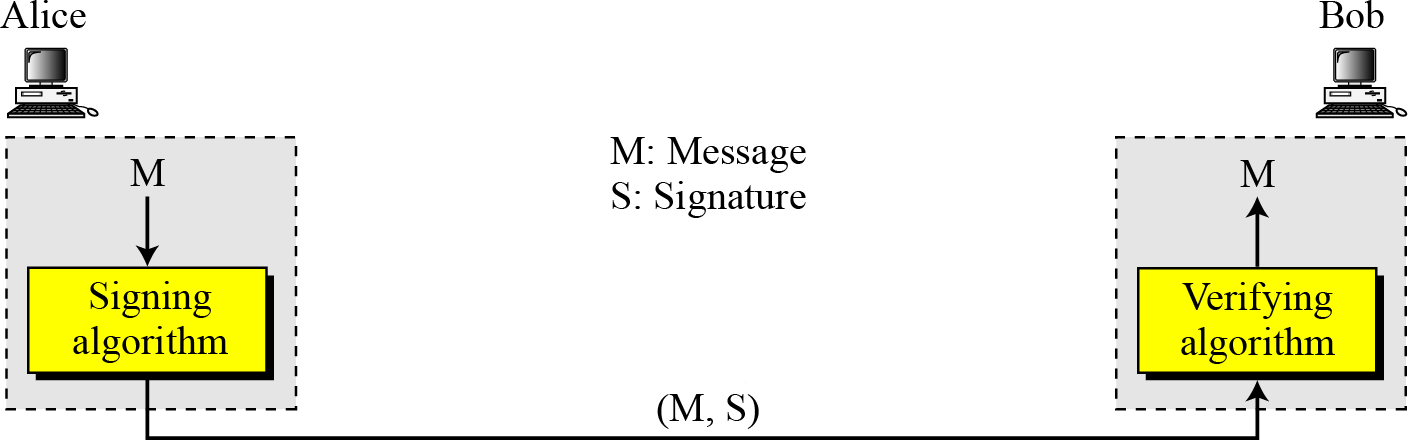 Alice
Bob
M
M: Message
S: Signature
M
Signing
algorithm
Verifying
algorithm
(M, S)